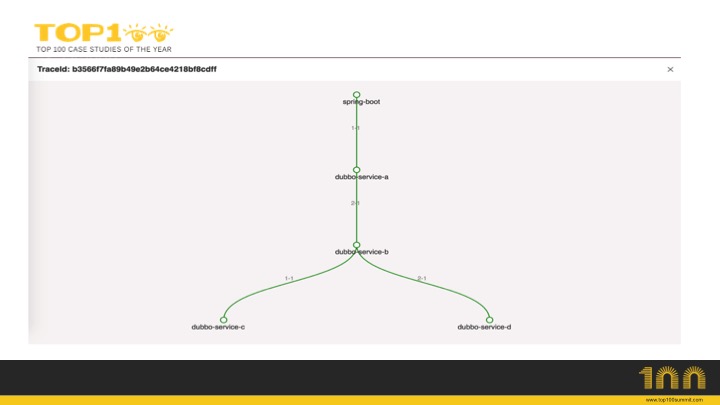 TOP100
TOP 100 CASE STUDIES OF THE YEAR
TraceId: b3566f7fa89b49e2b64ce4218bf8cdff ×
spring-boot
1-1
dubbo-service-a
2-1
dubbo-service-b
1-1 2-1
dubbo-service-c dubbo-service-d
100
www.top100summit.com